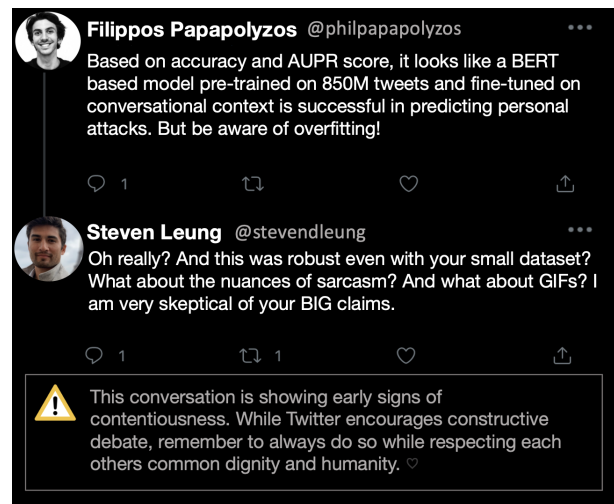 Filippos Papapolyzos @philpapapolyzos
Based on accuracy and AUPR score, it looks like a BERT
based model pre-trained on 850M tweets and fine-tuned on
conversational context is successful in predicting personal
attacks. But be aware of overfitting!
1
Steven Leung @stevendleung
Oh really? And this was robust even with your small dataset?
What about the nuances of sarcasm? And what about GIFs? I
am very skeptical of your BIG claims.
1 1
This conversation is showing early signs of
contentiousness. While Twitter encourages constructive
debate, remember to always do so while respecting each
others common dignity and humanity. ♡